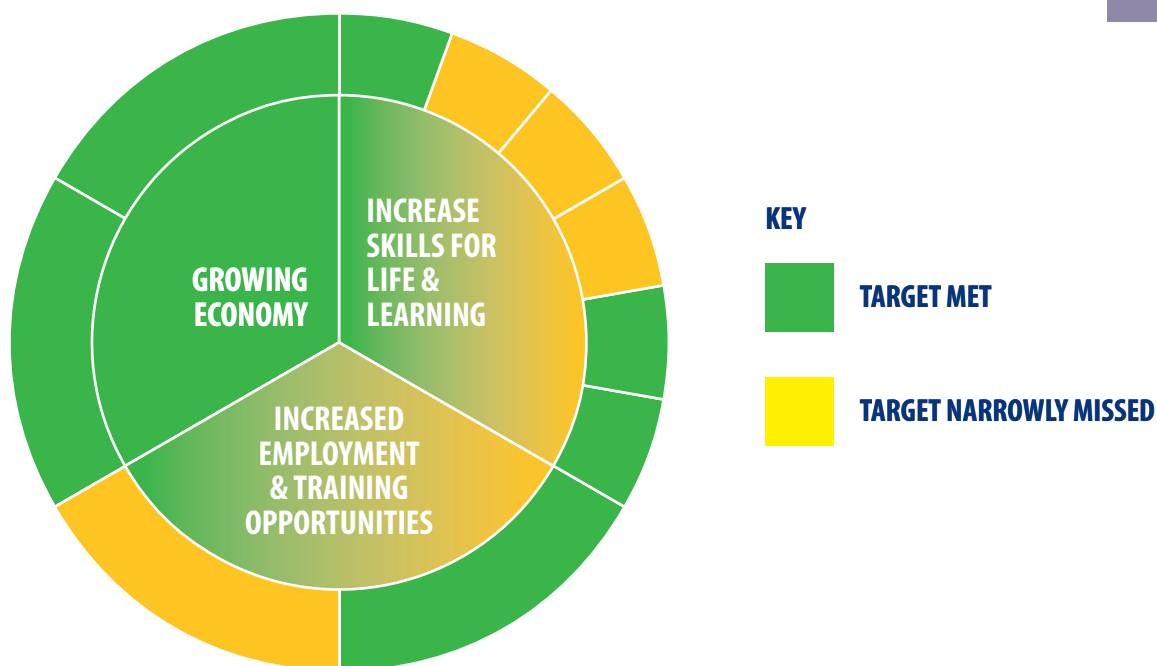 GROWING
ECONOMY
INCREASE
SKILLS FOR
LIFE &
LEARNING
INCREASED
EMPLOYMENT
& TRAINING
OPPORTUNITIES
KEY
TARGET MET
TARGET NARROWLY MISSED